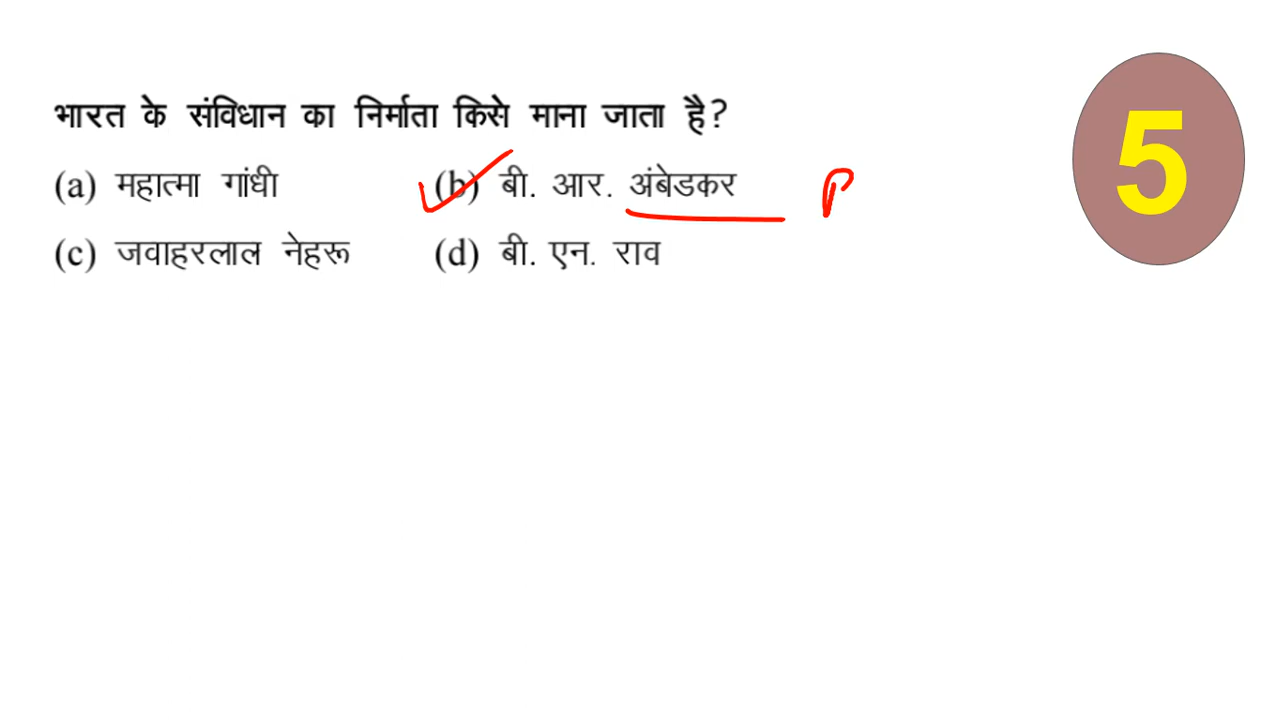 भारत के संविधान का निर्माता किसे माना जाता है?
(a) महात्मा गांधी (b) बी. आर. अंबेडकर
(c) जवाहरलाल नेहरू (d) बी. एन. राव
5